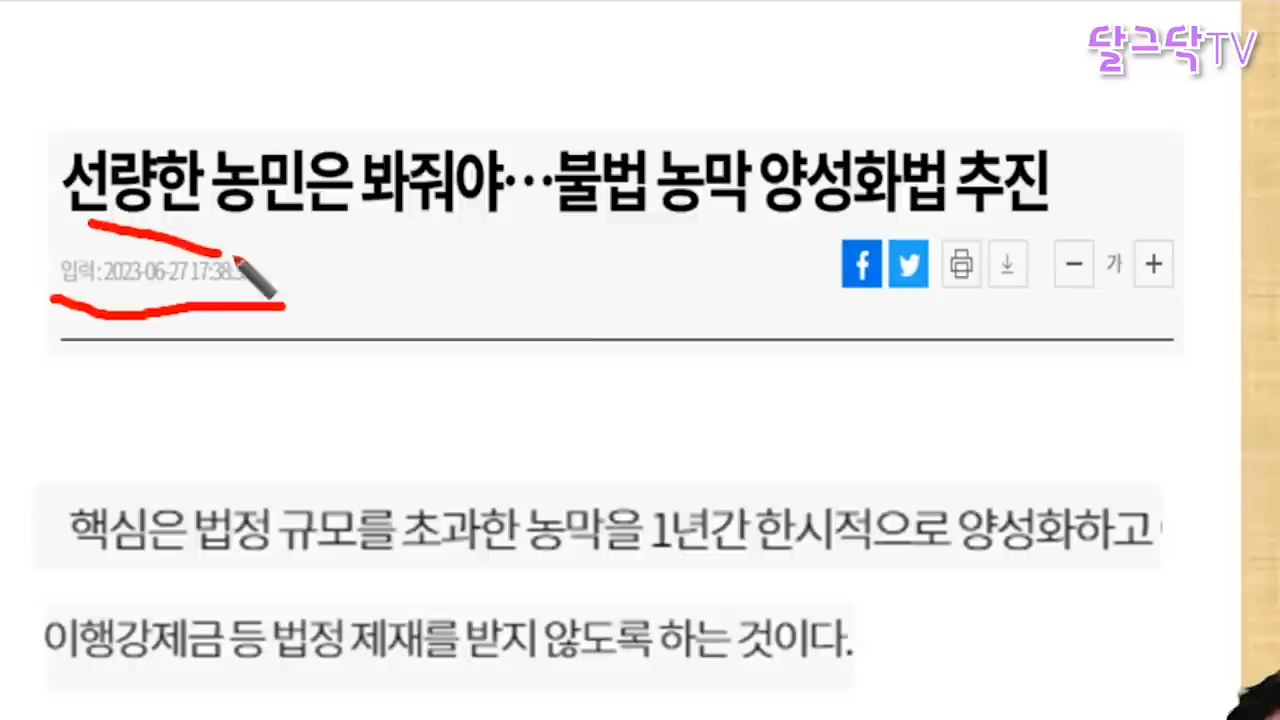 달그닥TV
선량한 농민은 봐줘야…불법 농막 양성화법 추진
입력 : 2023-06-27 17:38
가
핵심은 법정 규모를 초과한 농막을 1년간 한시적으로 양성화하고
이행강제금 등 법정 제재를 받지 않도록 하는 것이다.